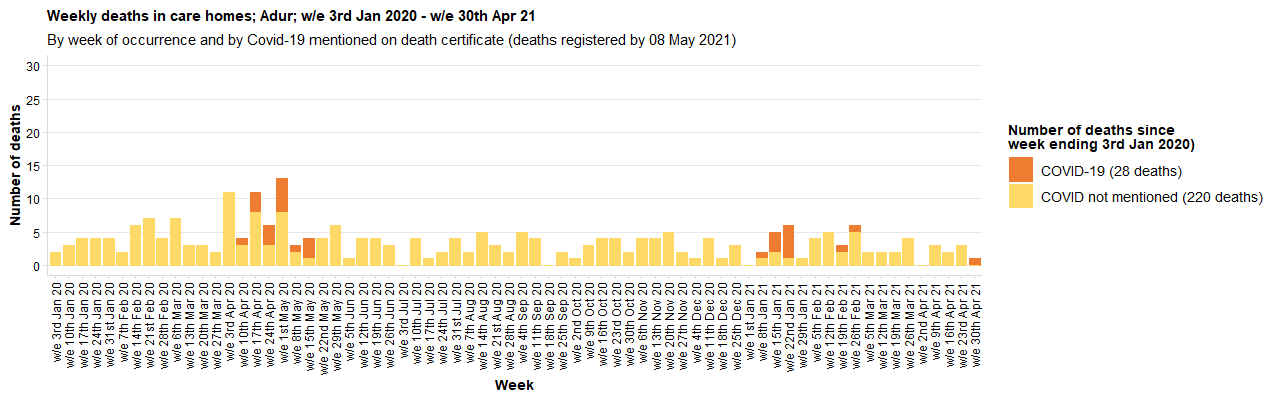 Weekly deaths in care homes; Adur; w/e 3rd Jan 2020 - w/e 30th Apr 21
By week of occurrence and by Covid-19 mentioned on death certificate (deaths registered by 08 May 2021)
Number of deaths
30
25
20
15
10
5
0
w/e 3rd Jan 20
w/e 10th Jan 20
w/e 17th Jan 20
w/e 24th Jan 20
w/e 31st Jan 20
w/e 7th Feb 20
w/e 14th Feb 20
w/e 21st Feb 20
w/e 28th Feb 20
w/e 6th Mar 20
w/e 13th Mar 20
w/e 20th Mar 20
w/e 27th Mar 20
w/e 3rd Apr 20
w/e 10th Apr 20
w/e 17th Apr 20
w/e 24th Apr 20
w/e 1st May 20
w/e 8th May 20
w/e 15th May 20
w/e 22nd May 20
w/e 29th May 20
w/e 5th Jun 20
w/e 12th Jun 20
w/e 19th Jun 20
w/e 26th Jun 20
w/e 3rd Jul 20
w/e 10th Jul 20
w/e 17th Jul 20
w/e 24th Jul 20
w/e 31st Jul 20
w/e 7th Aug 20
w/e 14th Aug 20
w/e 21st Aug 20
w/e 28th Aug 20
w/e 4th Sep 20
w/e 11th Sep 20
w/e 18th Sep 20
w/e 25th Sep 20
w/e 2nd Oct 20
w/e 9th Oct 20
w/e 16th Oct 20
w/e 23rd Oct 20
w/e 30th Oct 20
w/e 6th Nov 20
w/e 13th Nov 20
w/e 20th Nov 20
w/e 27th Nov 20
w/e 4th Dec 20
w/e 11th Dec 20
w/e 18th Dec 20
w/e 25th Dec 20
w/e 1st Jan 21
w/e 8th Jan 21
w/e 15th Jan 21
w/e 22nd Jan 21
w/e 29th Jan 21
w/e 5th Feb 21
w/e 12th Feb 21
w/e 19th Feb 21
w/e 26th Feb 21
w/e 5th Mar 21
w/e 12th Mar 21
w/e 19th Mar 21
w/e 26th Mar 21
w/e 2nd Apr 21
w/e 9th Apr 21
w/e 16th Apr 21
w/e 23rd Apr 21
w/e 30th Apr 21
Week
Number of deaths since
week ending 3rd Jan 2020)
COVID-19 (28 deaths)
COVID not mentioned (220 deaths)